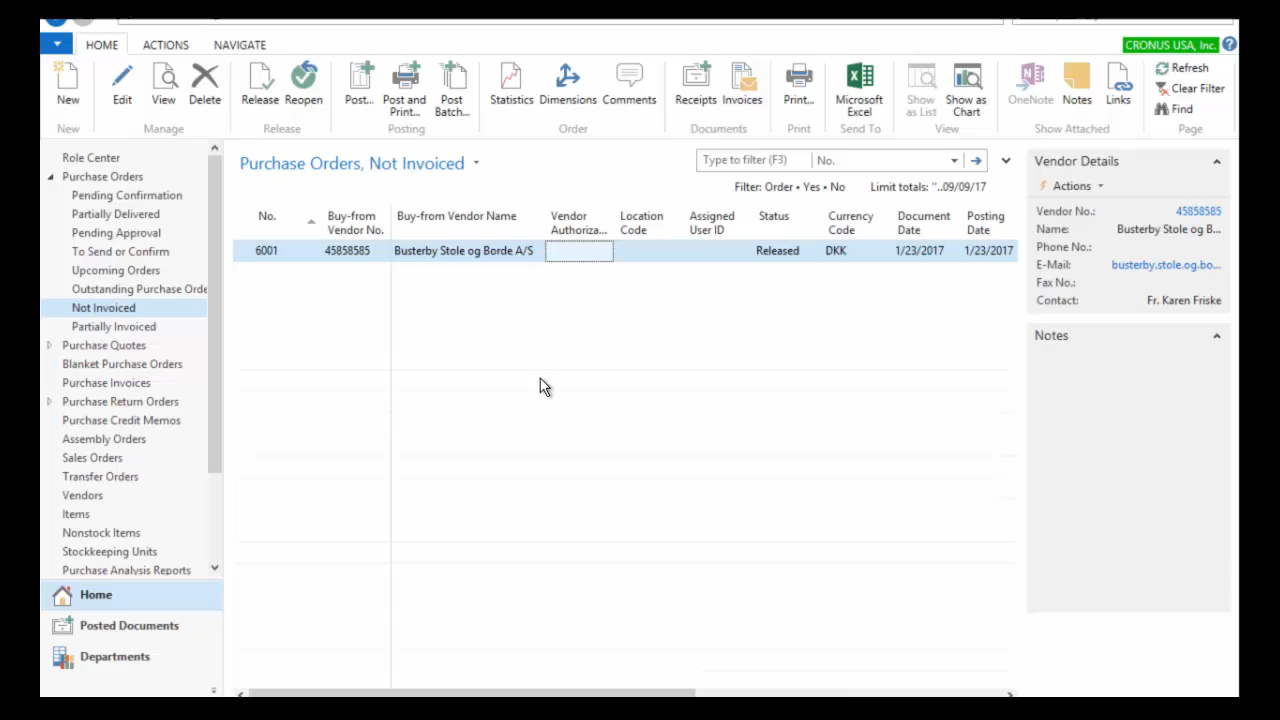 HOME ACTIONS NAVIGATE CRONUS USA, Inc. ?
New Edit View Delete Release Reopen Post... Post and Print... Post Batch... Statistics Dimensions Comments Receipts Invoices Print... Microsoft Excel Show as List Show as Chart OneNote Notes Links Refresh
Clear Filter
Find
New Manage Release Posting Order Documents Print Send To View Show Attached Page
Role Center
Purchase Orders
Pending Confirmation
Partially Delivered
Pending Approval
To Send or Confirm
Upcoming Orders
Outstanding Purchase Orde
Not Invoiced
Partially Invoiced
Purchase Quotes
Blanket Purchase Orders
Purchase Invoices
Purchase Return Orders
Purchase Credit Memos
Assembly Orders
Sales Orders
Transfer Orders
Vendors
Items
Nonstock Items
Stockkeeping Units
Purchase Analysis Reports
Home
Posted Documents
Departments
Purchase Orders, Not Invoiced
Type to filter (F3) No.
Filter: Order • Yes • No Limit totals: ''..09/09/17
No. Buy-from Vendor No. Buy-from Vendor Name Vendor Authoriza... Location Code Assigned User ID Status Currency Code Document Date Posting Date
6001 45858585 Busterby Stole og Borde A/S Released DKK 1/23/2017 1/23/2017
Vendor Details
Actions
Vendor No.: 45858585
Name: Busterby Stole og B...
Phone No.:
E-Mail: busterby.stole.og.bo...
Fax No.:
Contact: Fr. Karen Friske
Notes